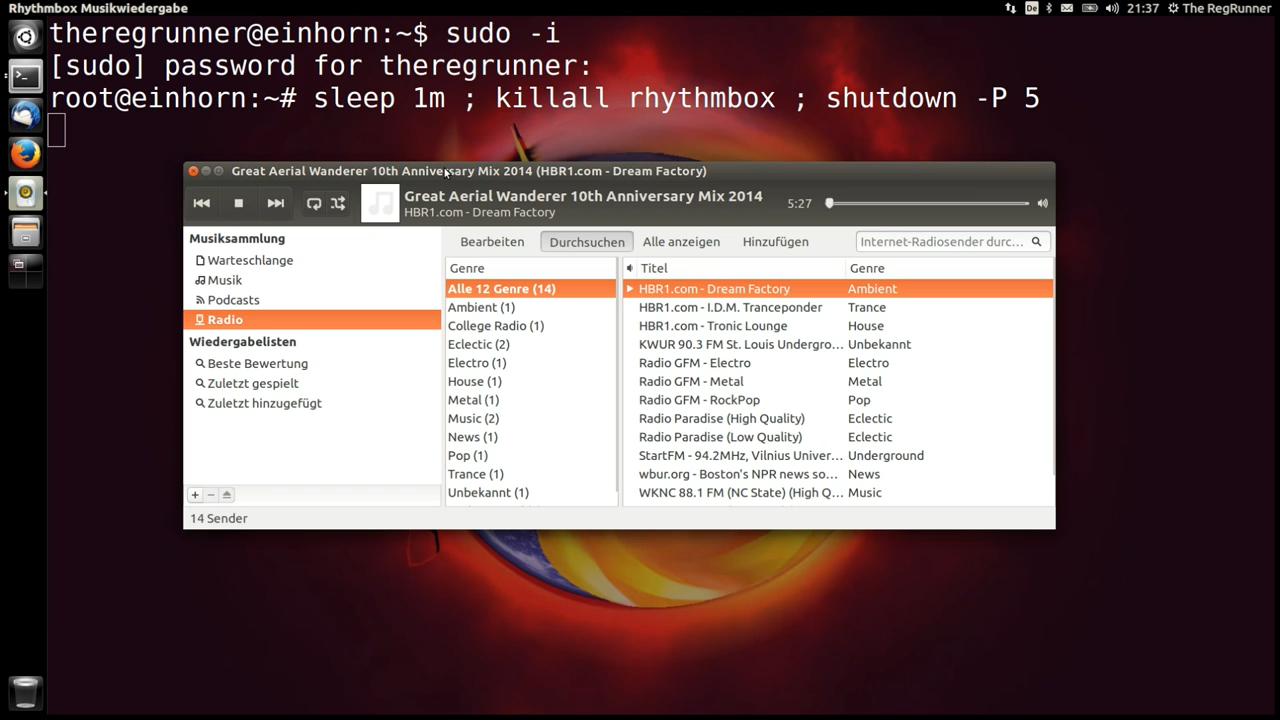 Rhythmbox Musikwiedergabe
De
21:37
The RegRunner
theregrunner@einhorn:~$ sudo -i
[sudo] password for theregrunner:
root@einhorn:~# sleep 1m ; killall rhythmbox ; shutdown -P 5
Great Aerial Wanderer 10th Anniversary Mix 2014 (HBR1.com - Dream Factory)
Great Aerial Wanderer 10th Anniversary Mix 2014
HBR1.com - Dream Factory
5:27
Musiksammlung
Warteschlange
Musik
Podcasts
Radio
Wiedergabelisten
Beste Bewertung
Zuletzt gespielt
Zuletzt hinzugefügt
Bearbeiten Durchsuchen Alle anzeigen Hinzufügen
Internet-Radiosender durc...
Genre
Alle 12 Genre (14)
Ambient (1)
College Radio (1)
Eclectic (2)
Electro (1)
House (1)
Metal (1)
Music (2)
News (1)
Pop (1)
Trance (1)
Unbekannt (1)
Titel Genre
HBR1.com - Dream Factory Ambient
HBR1.com - I.D.M. Tranceponder Trance
HBR1.com - Tronic Lounge House
KWUR 90.3 FM St. Louis Undergro... Unbekannt
Radio GFM - Electro Electro
Radio GFM - Metal Metal
Radio GFM - RockPop Pop
Radio Paradise (High Quality) Eclectic
Radio Paradise (Low Quality) Eclectic
StartFM - 94.2MHz, Vilnius Univer... Underground
wbur.org - Boston's NPR news so... News
WKNC 88.1 FM (NC State) (High Q... Music
14 Sender